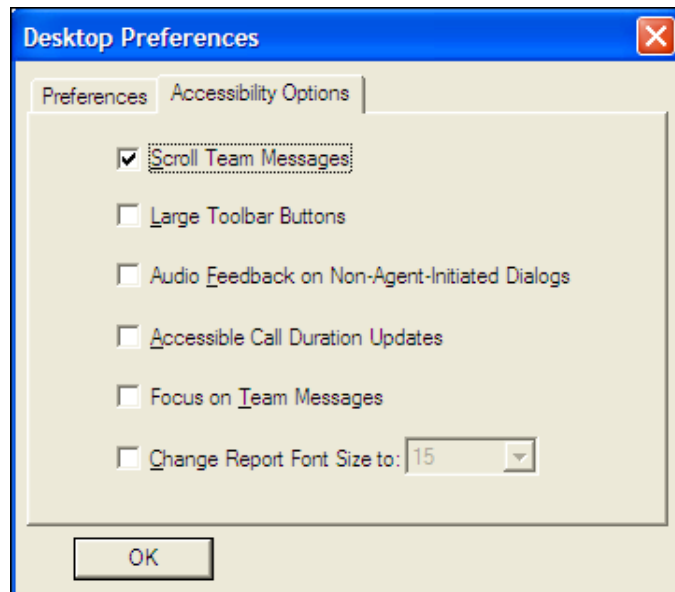 Desktop Preferences
Preferences Accessibility Options
Scroll Team Messages
Large Toolbar Buttons
Audio Feedback on Non-Agent-Initiated Dialogs
Accessible Call Duration Updates
Focus on Team Messages
Change Report Font Size to: 15
OK